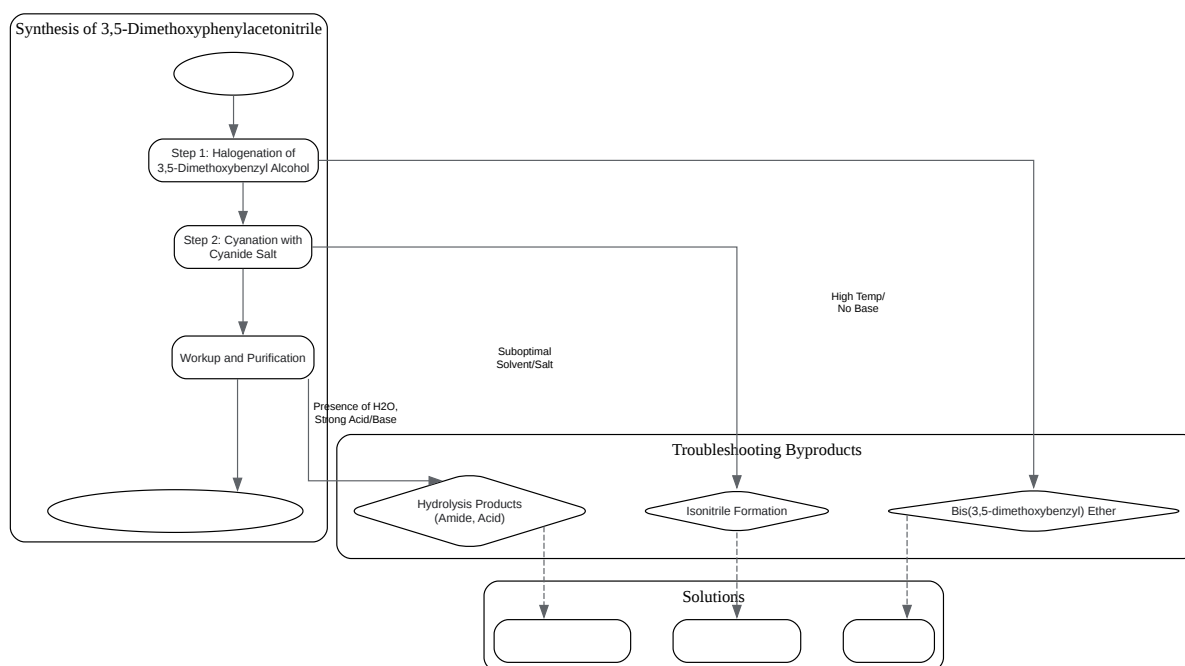 Synthesis of 3,5-Dimethoxyphenylacetonitrile
Step 1: Halogenation of
3,5-Dimethoxybenzyl Alcohol
Step 2: Cyanation with
Cyanide Salt
High Temp/
No Base
Suboptimal
Solvent/Salt
Workup and Purification
Presence of H2O,
Strong Acid/Base
Troubleshooting Byproducts
Hydrolysis Products
(Amide, Acid)
Isonitrile Formation
Bis(3,5-dimethoxybenzyl) Ether
Solutions